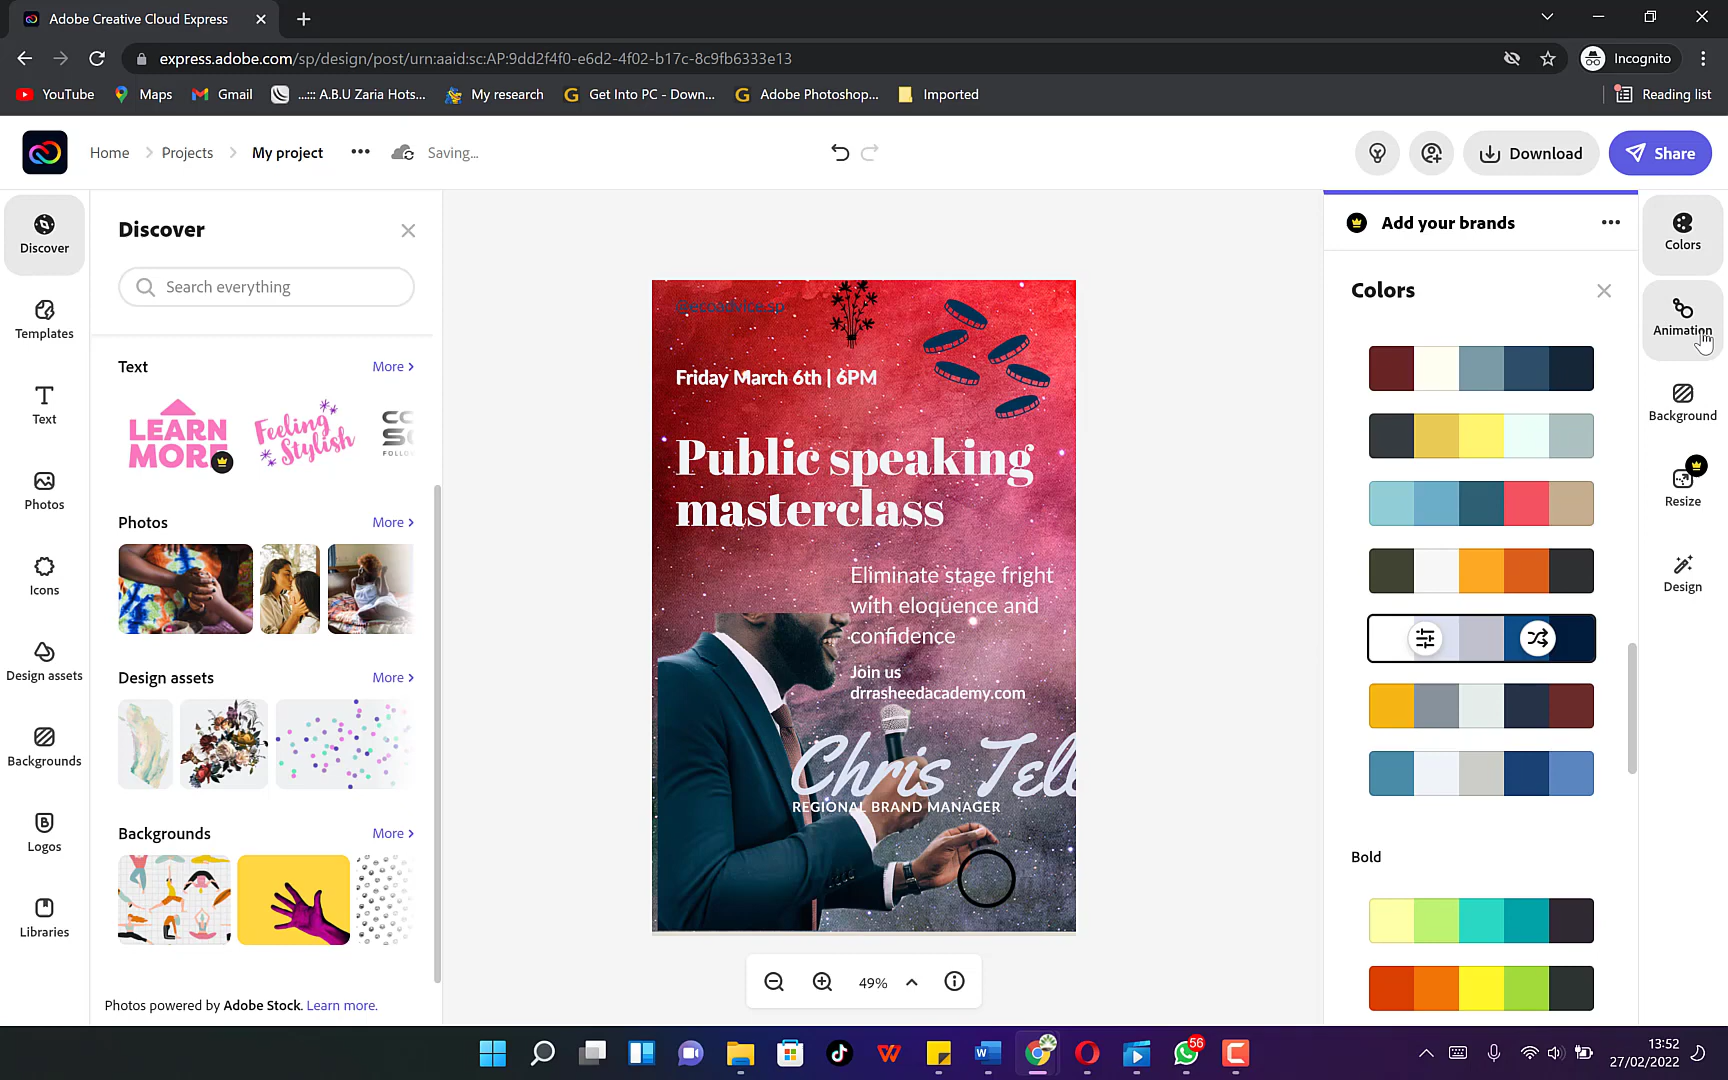 Adobe Creative Cloud Express
express.adobe.com/sp/design/post/urn:aaid:sc:AP:9dd2f4f0-e6d2-4f02-b17c-8c9fb6333e13
Incognito
YouTube
Maps
Gmail
...::: A.B.U Zaria Hots...
My research
Get Into PC - Down...
Adobe Photoshop...
Imported
Reading list
Home
Projects
My project
Saving...
Download
Share
Discover
Templates
Text
Photos
Icons
Design assets
Backgrounds
Logos
Libraries
Discover
Search everything
Text
More
LEARN
MORE
Feeling
Stylish
Photos
More
Design assets
More
Backgrounds
More
Photos powered by Adobe Stock. Learn more.
@ecoadvice.sp
Friday March 6th | 6PM
Public speaking
masterclass
Eliminate stage fright
with eloquence and
confidence
Join us
drrasheedacademy.com
Chris Tell
REGIONAL BRAND MANAGER
49%
Add your brands
Colors
Bold
Colors
Animation
Background
Resize
Design
56
13:52
27/02/2022